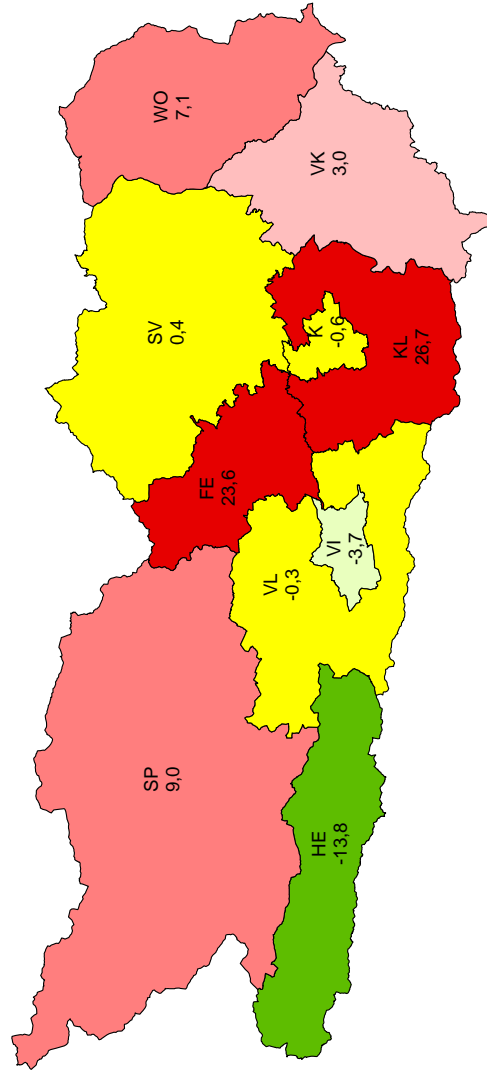 SP
9,0
HE
-13,8
VL
-0,3
VI
-3,7
FE
23,6
SV
0,4
K
-0,6
KL
26,7
VK
3,0
WO
7,1